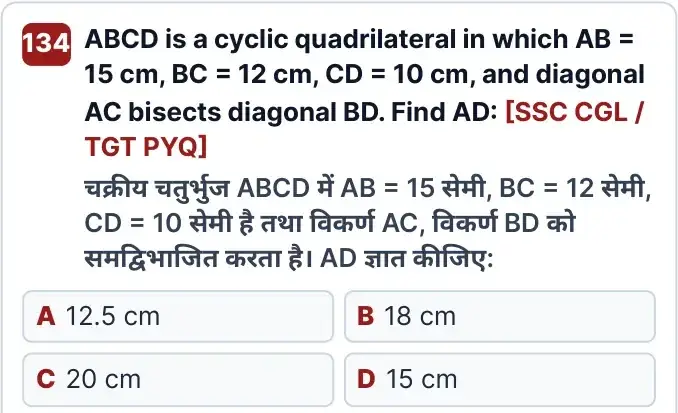 134 ABCD is a cyclic quadrilateral in which AB =
15 cm, BC = 12 cm, CD = 10 cm, and diagonal
AC bisects diagonal BD. Find AD: [SSC CGL /
TGT PYQ]
चक्रीय चतुर्भुज ABCD में AB = 15 सेमी, BC = 12 सेमी,
CD = 10 सेमी है तथा विकर्ण AC, विकर्ण BD को
समद्विभाजित करता है। AD ज्ञात कीजिए:
A 12.5 cm
B 18 cm
C 20 cm
D 15 cm